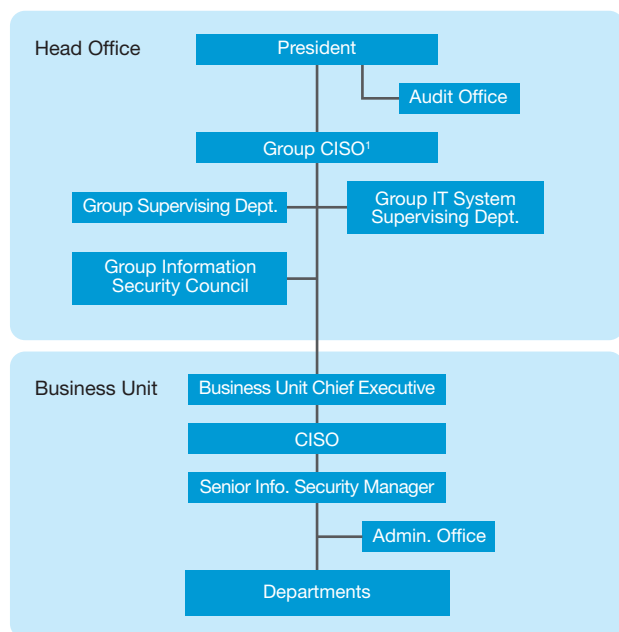 Head Office
President
Audit Office
Group CISO¹
Group Supervising Dept.
Group IT System
Supervising Dept.
Group Information
Security Council
Business Unit
Business Unit Chief Executive
CISO
Senior Info. Security Manager
Admin. Office
Departments